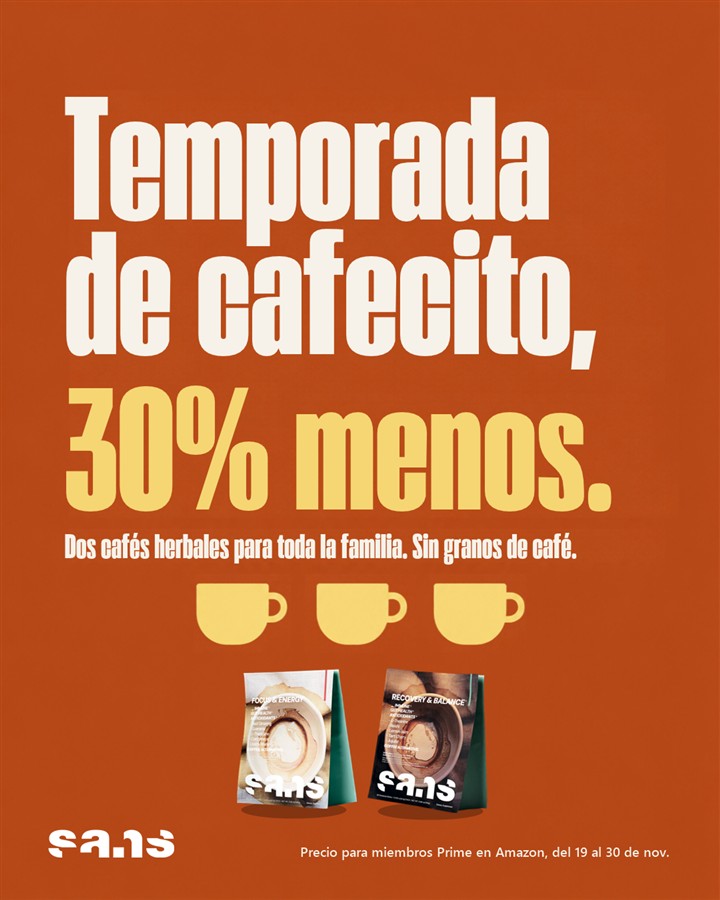 Temporada
de cafecito,
30% menos.
Dos cafés herbales para toda la familia. Sin granos de café.
FOCUS & ENERGY
RECOVERY & BALANCE
sans
sans
sans
Precio para miembros Prime en Amazon, del 19 al 30 de nov.